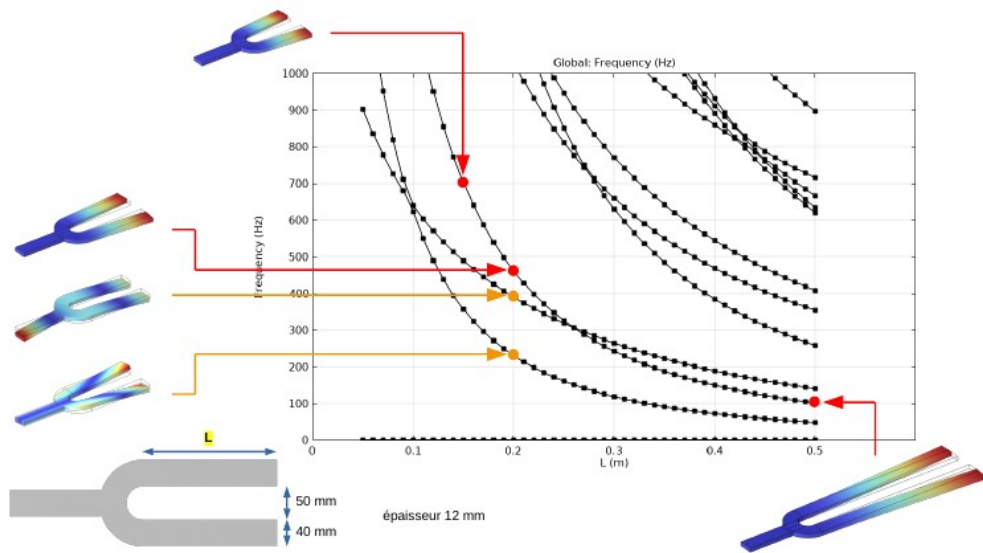 Global: Frequency (Hz)
1000
900
800
700
600
500
400
300
200
100
0
Frequency (Hz)
0
0.1
0.2
0.3
0.4
0.5
L (m)
L
50 mm
40 mm
épaisseur 12 mm